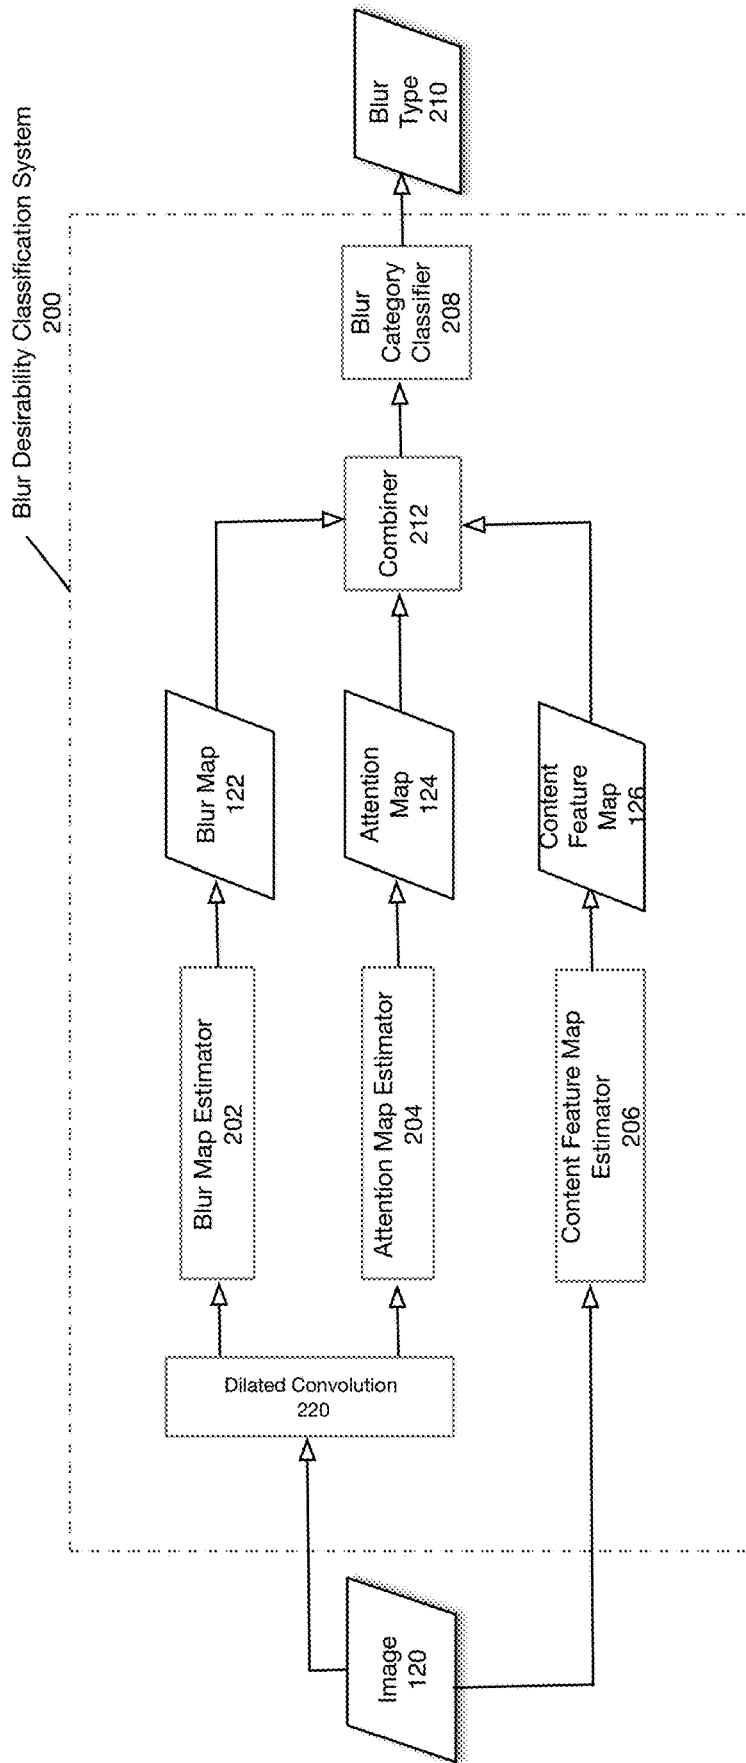 Blur Desirability Classification System
200
Image
120
Dilated Convolution
220
Blur Map Estimator
202
Attention Map Estimator
204
Content Feature Map
Estimator
206
Blur Map
122
Attention
Map
124
Content
Feature
Map
126
Combiner
212
Blur
Category
Classifier
208
Blur
Type
210